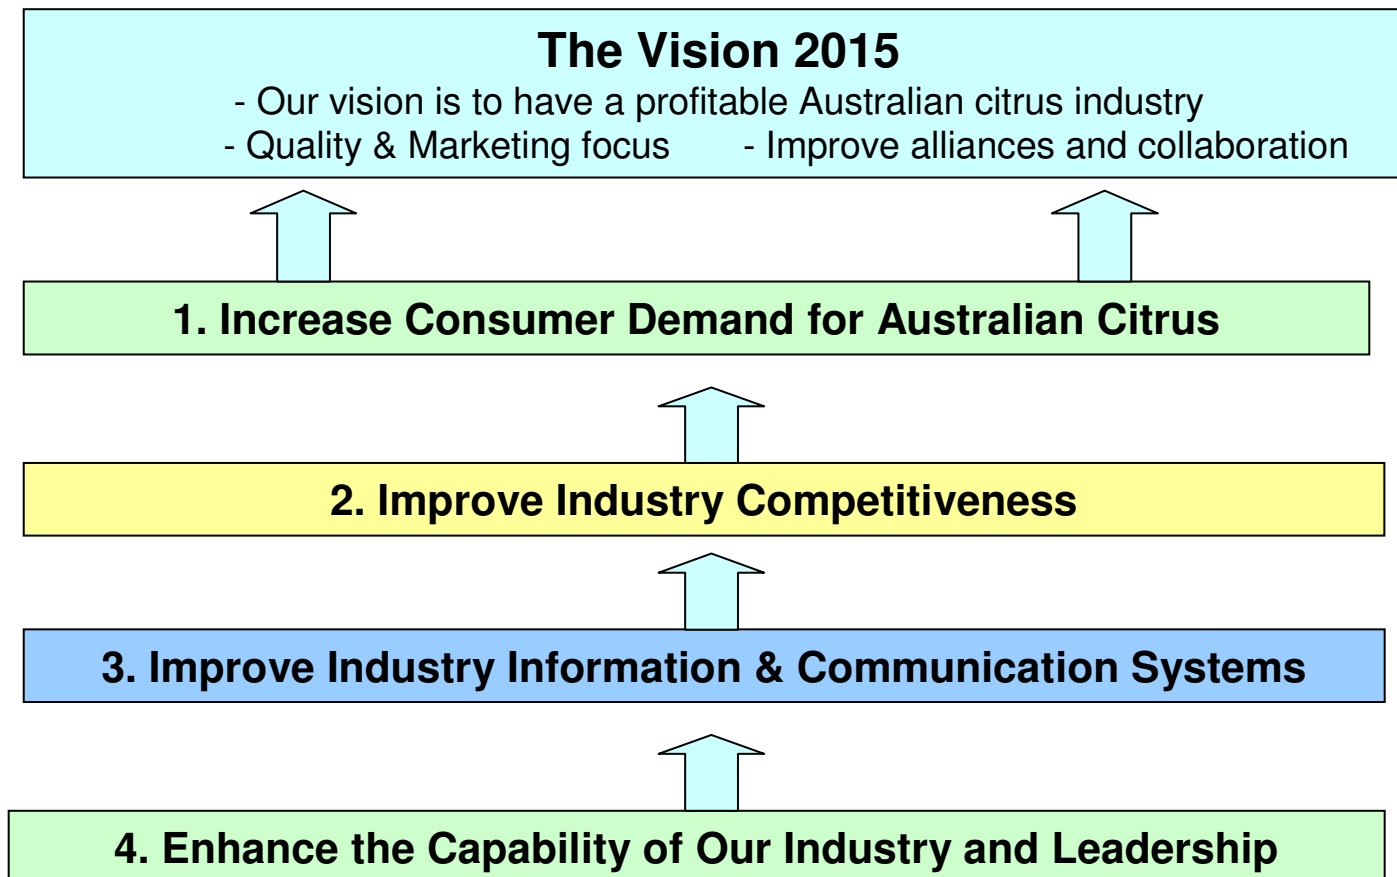 The Vision 2015
- Our vision is to have a profitable Australian citrus industry
- Quality & Marketing focus - Improve alliances and collaboration
1. Increase Consumer Demand for Australian Citrus
2. Improve Industry Competitiveness
3. Improve Industry Information & Communication Systems
4. Enhance the Capability of Our Industry and Leadership